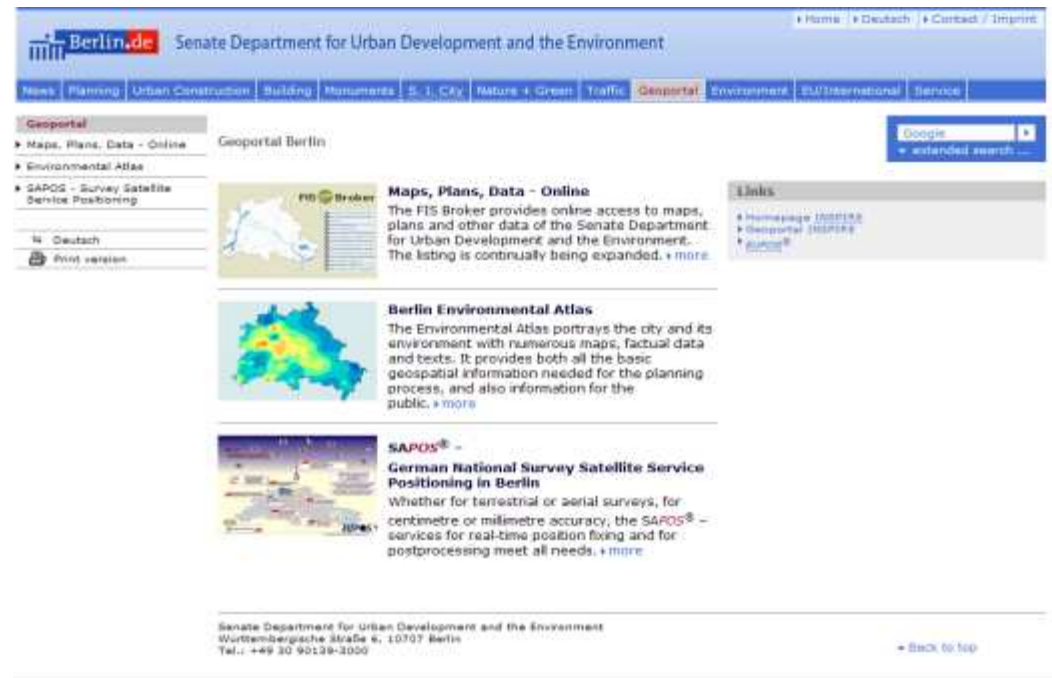 Home Deutsch Contact / Imprint
Berlin.de Senate Department for Urban Development and the Environment
News Planning Urban Construction Building Monuments S. I. City Nature + Green Traffic Geoportal Environment EU/International Service
Geoportal
Maps, Plans, Data - Online
Environmental Atlas
SAPOS - Survey Satellite
Service Positioning
Deutsch
Print version
Geoportal Berlin
Google
extended search ...
FIS Broker
Maps, Plans, Data - Online
The FIS Broker provides online access to maps,
plans and other data of the Senate Department
for Urban Development and the Environment.
The listing is continually being expanded. more
Berlin Environmental Atlas
The Environmental Atlas portrays the city and its
environment with numerous maps, factual data
and texts. It provides both all the basic
geospatial information needed for the planning
process, and also information for the
public. more
SAPOS® –
German National Survey Satellite Service
Positioning in Berlin
Whether for terrestrial or aerial surveys, for
centimetre or millimetre accuracy, the SAPOS® –
services for real-time position fixing and for
postprocessing meet all needs. more
Links
Homepage INSPIRE
Geoportal INSPIRE
SAPOS®
Senate Department for Urban Development and the Environment
Württembergische Straße 6, 10707 Berlin
Tel.: +49 30 90139-3000
Back to top